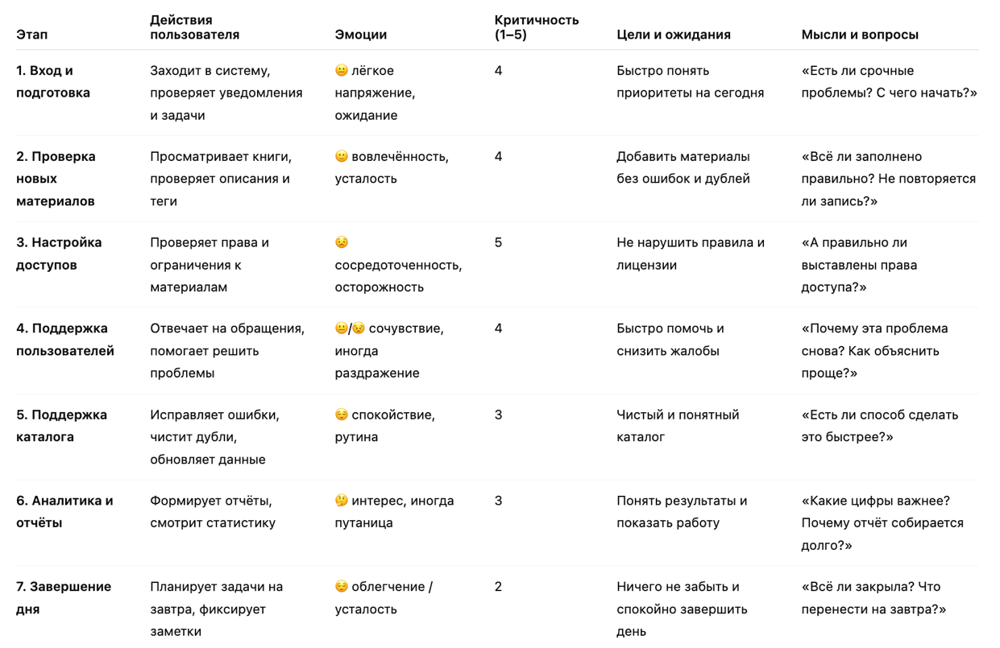 Этап
Действия
пользователя
Эмоции
Критичность
(1–5)
Цели и ожидания
Мысли и вопросы
1. Вход и
подготовка
Заходит в систему,
проверяет уведомления
и задачи
😐 лёгкое
напряжение,
ожидание
4
Быстро понять
приоритеты на сегодня
«Есть ли срочные
проблемы? С чего начать?»
2. Проверка
новых
материалов
Просматривает книги,
проверяет описания и
теги
🙂 вовлечённость,
усталость
4
Добавить материалы
без ошибок и дублей
«Всё ли заполнено
правильно? Не повторяется
ли запись?»
3. Настройка
доступов
Проверяет права и
ограничения к
материалам
😟
сосредоточенность,
осторожность
5
Не нарушить правила и
лицензии
«А правильно ли
выставлены права
доступа?»
4. Поддержка
пользователей
Отвечает на обращения,
помогает решить
проблемы
😐/😣 сочувствие,
иногда
раздражение
4
Быстро помочь и
снизить жалобы
«Почему эта проблема
снова? Как объяснить
проще?»
5. Поддержка
каталога
Исправляет ошибки,
чистит дубли,
обновляет данные
😌 спокойствие,
рутина
3
Чистый и понятный
каталог
«Есть ли способ сделать
это быстрее?»
6. Аналитика и
отчёты
Формирует отчёты,
смотрит статистику
🤔 интерес, иногда
путаница
3
Понять результаты и
показать работу
«Какие цифры важнее?
Почему отчёт собирается
долго?»
7. Завершение
дня
Планирует задачи на
завтра, фиксирует
заметки
😌 облегчение /
усталость
2
Ничего не забыть и
спокойно завершить
день
«Всё ли закрыла? Что
перенести на завтра?»